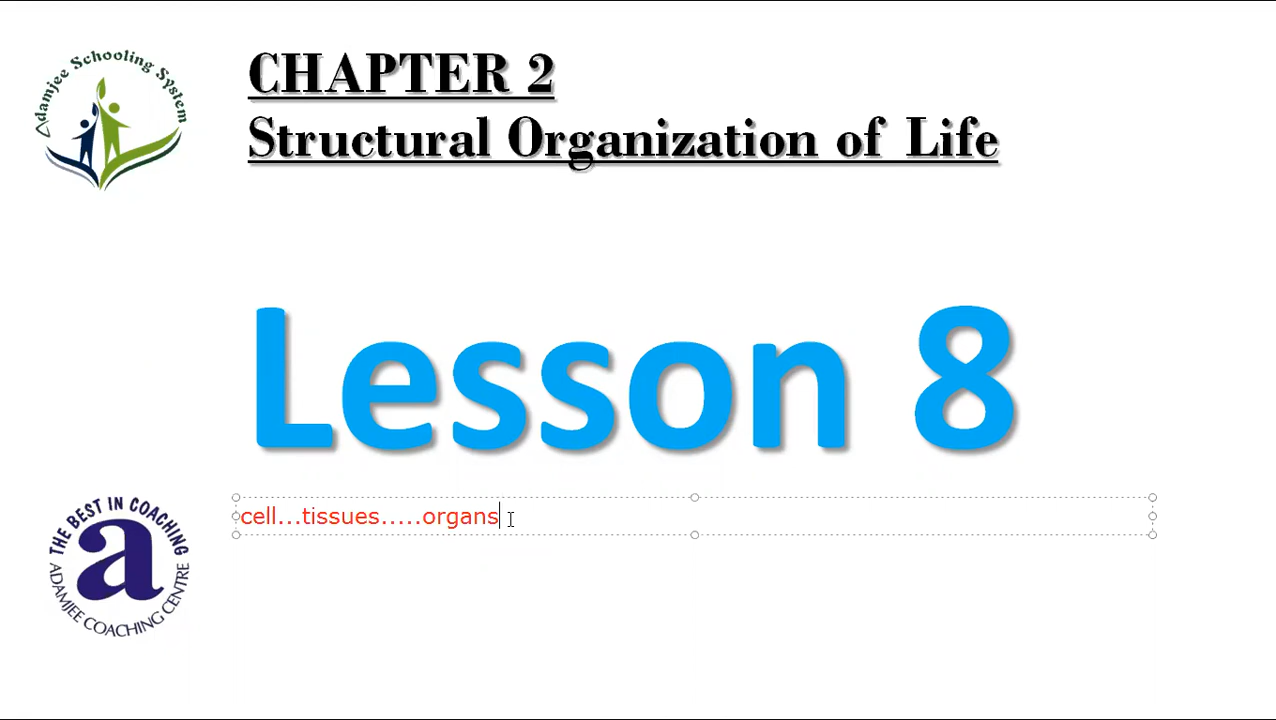 Adamjee Schooling System
CHAPTER 2
Structural Organization of Life
Lesson 8
cell...tissues.....organs
THE BEST IN COACHING
a
ADAMJEE COACHING CENTRE